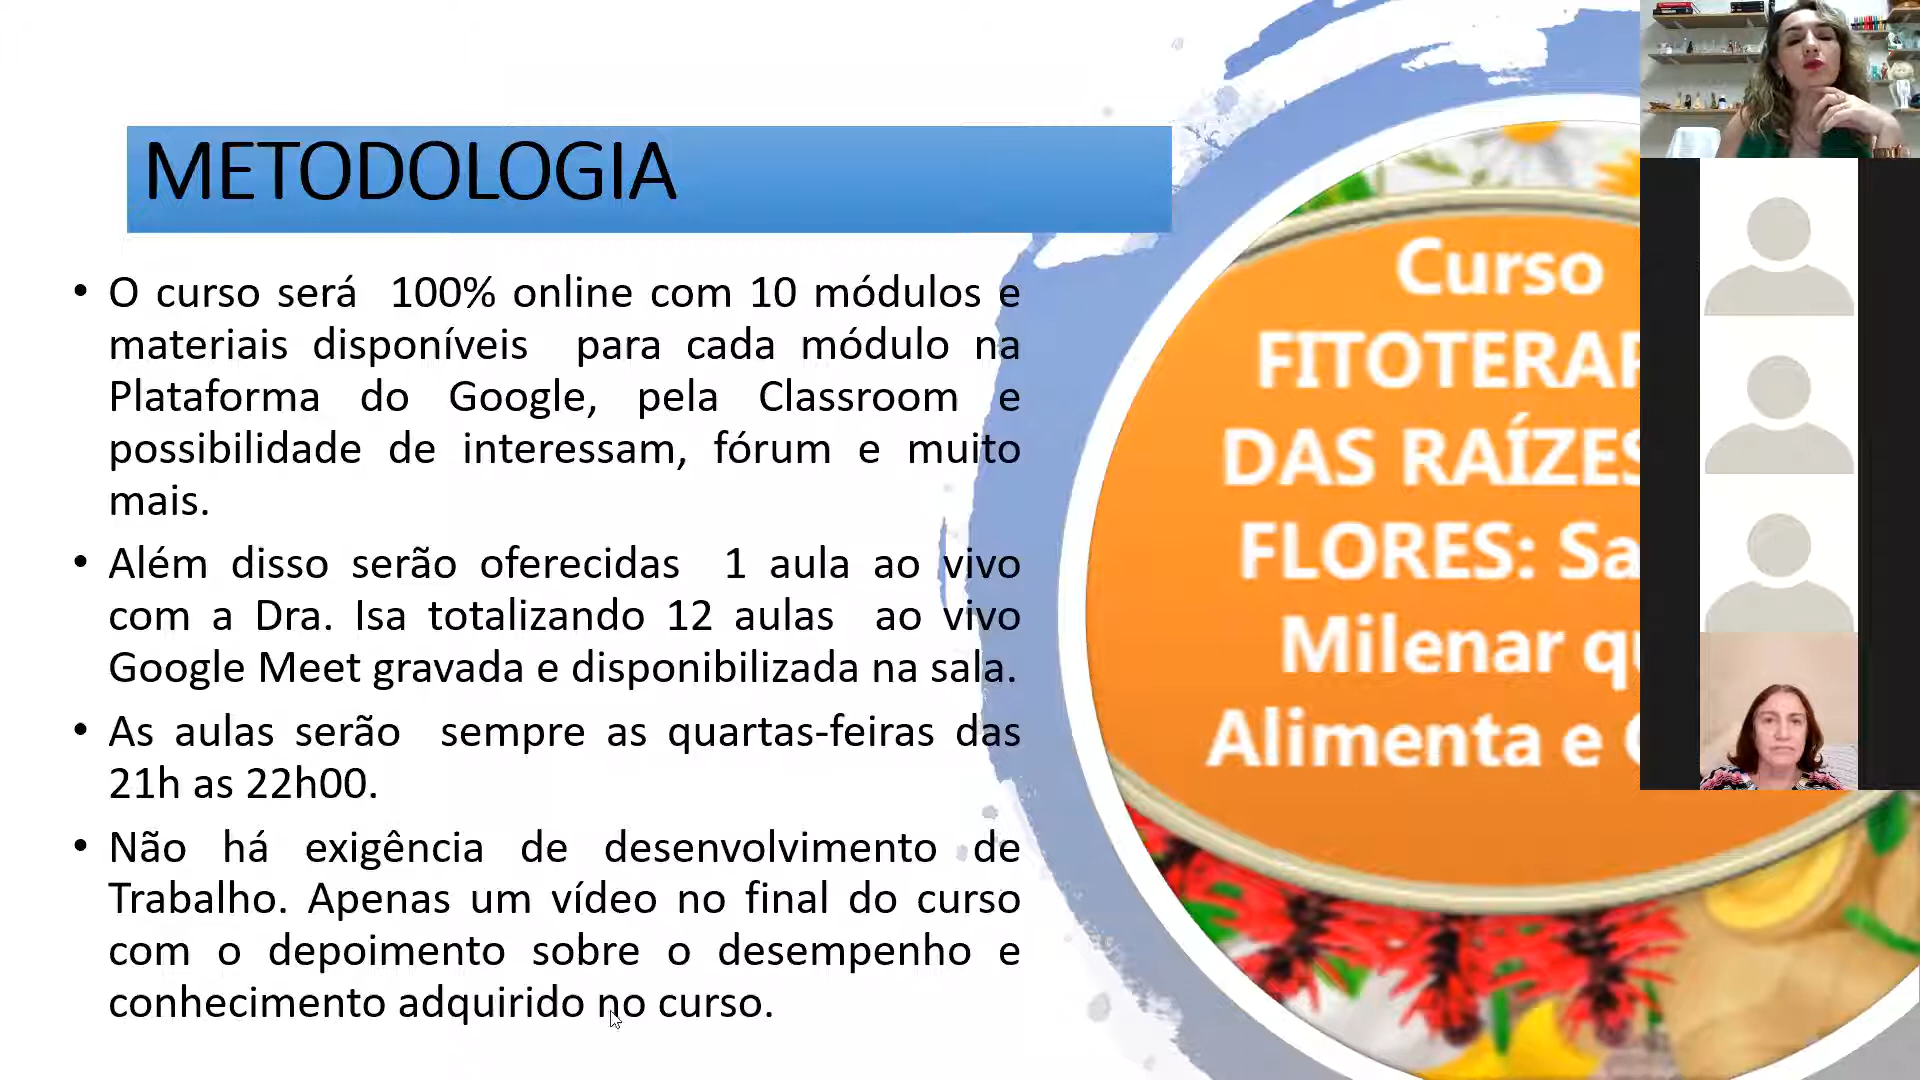 METODOLOGIA
• O curso será 100% online com 10 módulos e
materiais disponíveis para cada módulo na
Plataforma do Google, pela Classroom e
possibilidade de interessam, fórum e muito
mais.
• Além disso serão oferecidas 1 aula ao vivo
com a Dra. Isa totalizando 12 aulas ao vivo
Google Meet gravada e disponibilizada na sala.
• As aulas serão sempre as quartas-feiras das
21h as 22h00.
• Não há exigência de desenvolvimento de
Trabalho. Apenas um vídeo no final do curso
com o depoimento sobre o desempenho e
conhecimento adquirido no curso.
Curso
DAS RAÍZES
FLORES:
Milenar
Alimenta e